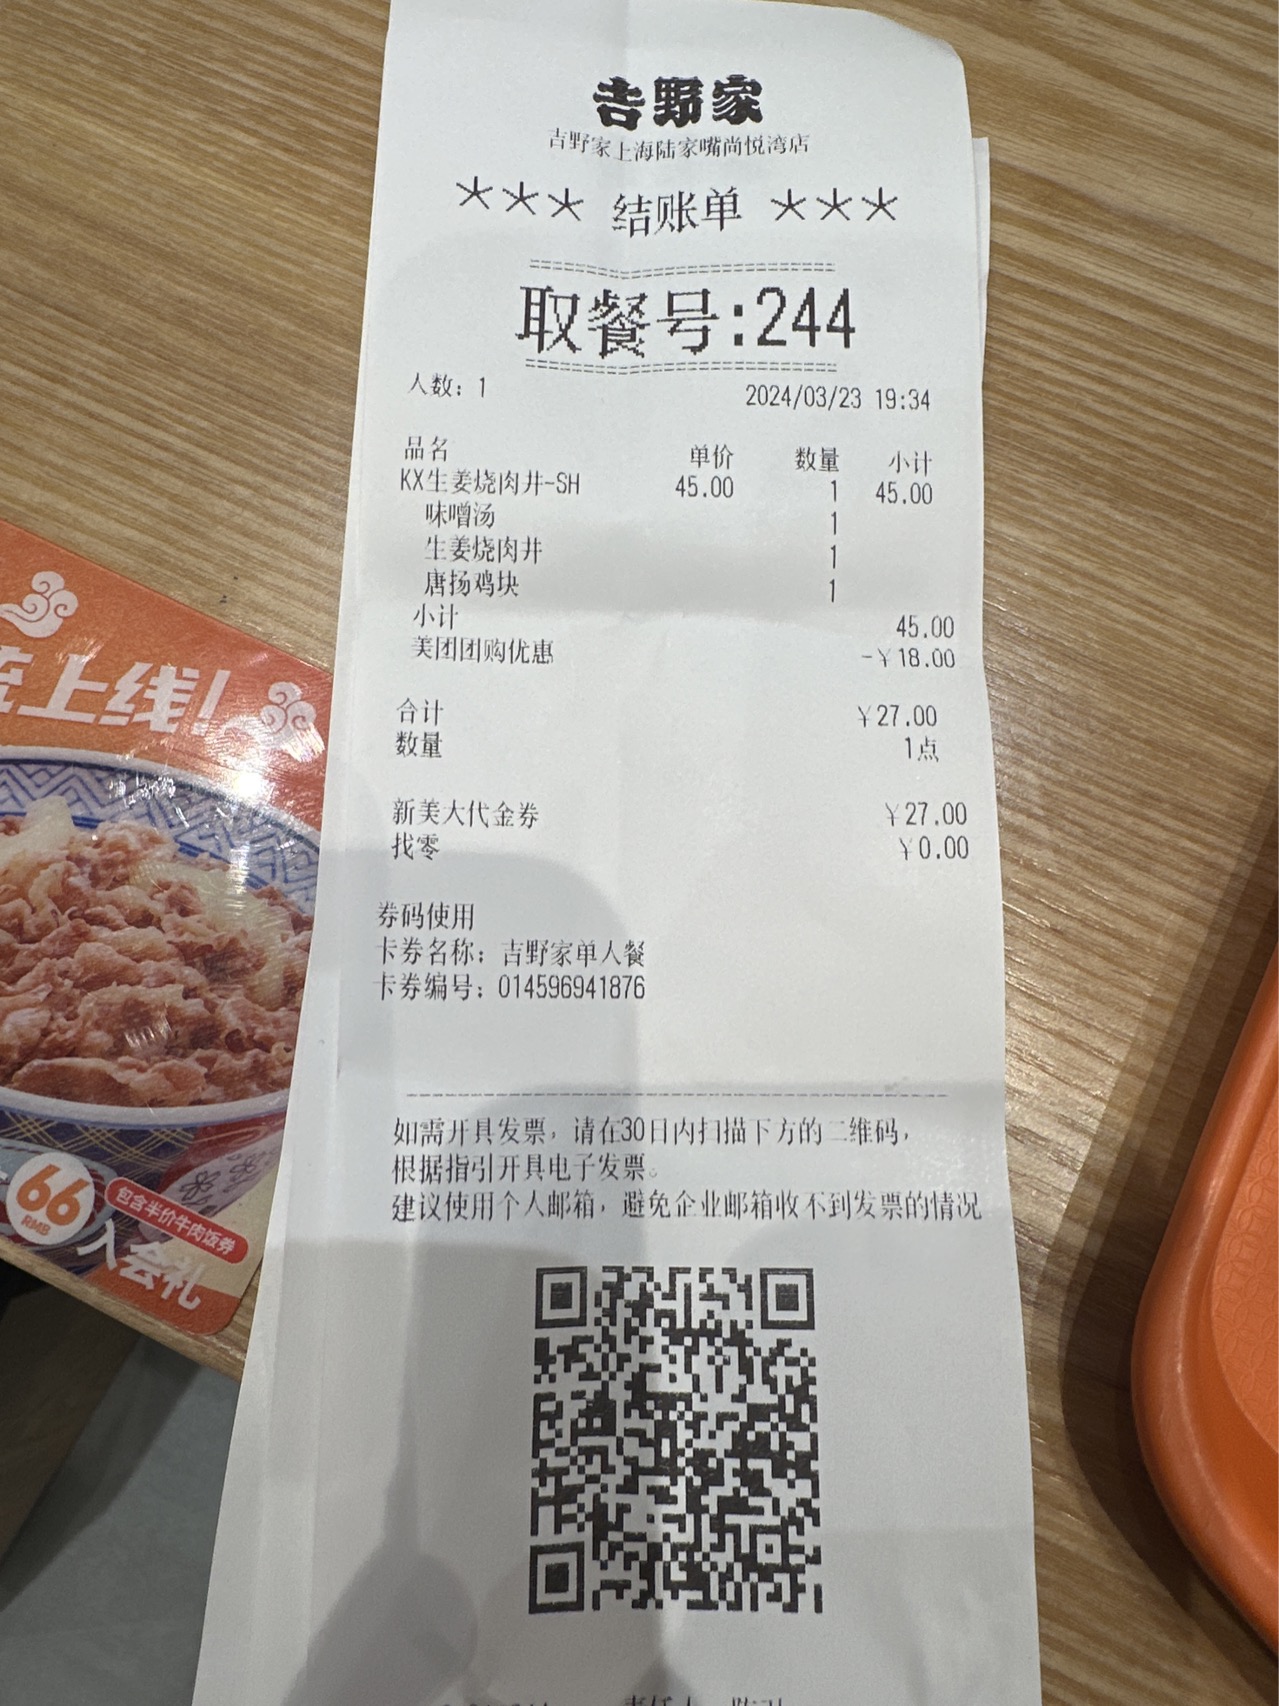 吉野家
吉野家上海陆家嘴尚悦湾店
*** 结账单 ***
取餐号:244
人数: 1 2024/03/23 19:34
品名 单价 数量 小计
KX生姜烧肉井-SH 45.00 1 45.00
味噌汤 1
生姜烧肉井 1
唐扬鸡块 1
小计 45.00
美团团购优惠 -¥18.00
合计 ¥27.00
数量 1点
新美大代金券 ¥27.00
找零 ¥0.00
券码使用
卡券名称: 吉野家单人餐
卡券编号: 014596941876
如需开具发票, 请在30日内扫描下方的二维码,
根据指引开具电子发票。
建议使用个人邮箱, 避免企业邮箱收不到发票的情况
上线!
66
RMB
包含半价牛肉饭券
入会礼